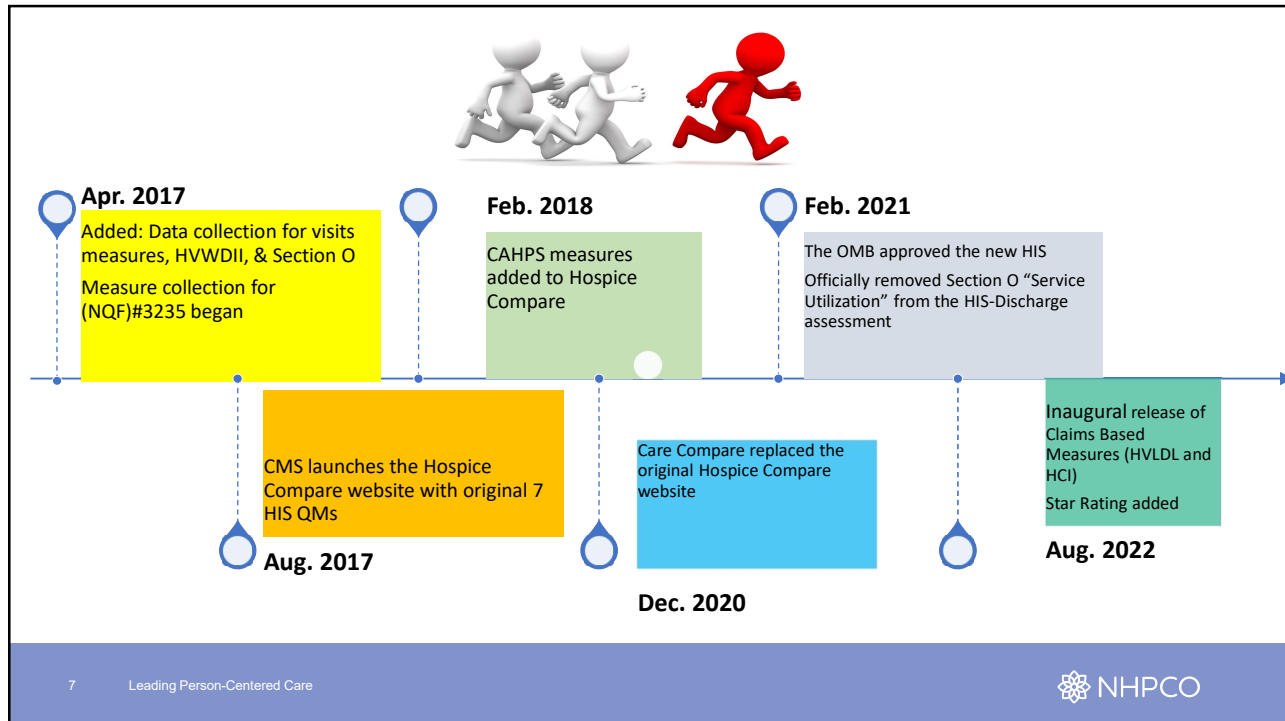 Apr. 2017
Added: Data collection for visits
measures, HVWDII, & Section O
Measure collection for
(NQF)#3235 began
CMS launches the Hospice
Compare website with original 7
HIS QMs
Aug. 2017
Feb. 2018
CAHPS measures
added to Hospice
Compare
Care Compare replaced the
original Hospice Compare
website
Dec. 2020
Feb. 2021
The OMB approved the new HIS
Officially removed Section O “Service
Utilization” from the HIS-Discharge
assessment
Inaugural release of
Claims Based
Measures (HVLDL and
HCI)
Star Rating added
Aug. 2022
7 Leading Person-Centered Care
NHPCO